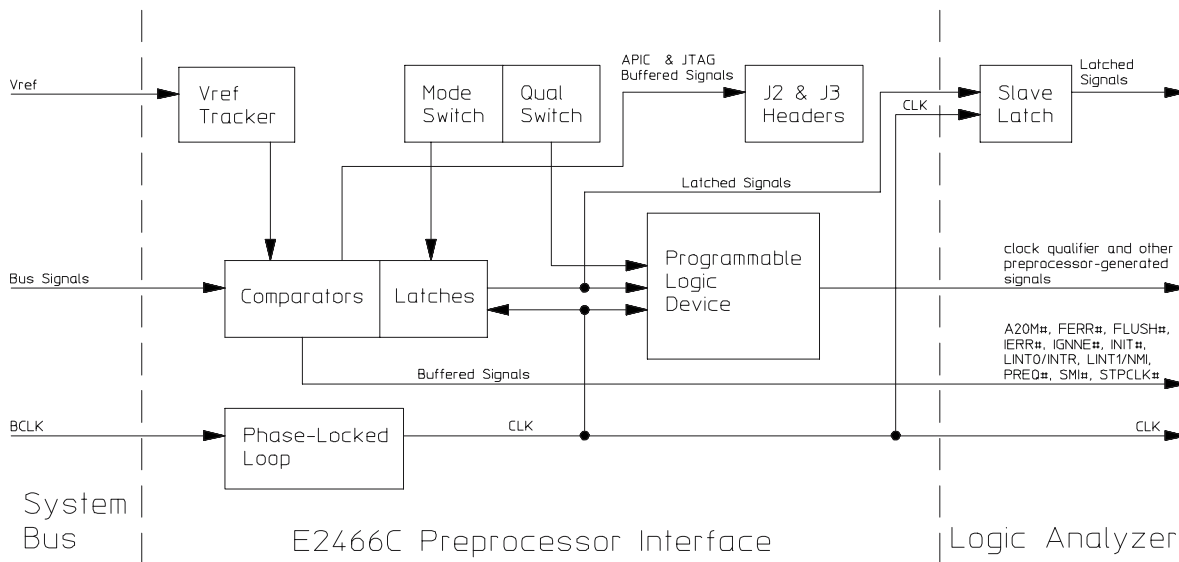 Vref
Vref
Tracker
Mode
Switch
Qual
Switch
APIC & JTAG
Buffered Signals
J2 & J3
Headers
CLK
Slave
Latch
Latched
Signals
Latched Signals
Bus Signals
Comparators
Latches
Programmable
Logic
Device
clock qualifier and other
preprocessor-generated
signals
A20M#, FERR#, FLUSH#,
IERR#, IGNNE#, INIT#,
LINT0/INTR, LINT1/NMI,
PREQ#, SMI#, STPCLK#
Buffered Signals
BCLK
Phase-Locked
Loop
CLK
CLK
System
Bus
E2466C Preprocessor Interface
Logic Analyzer